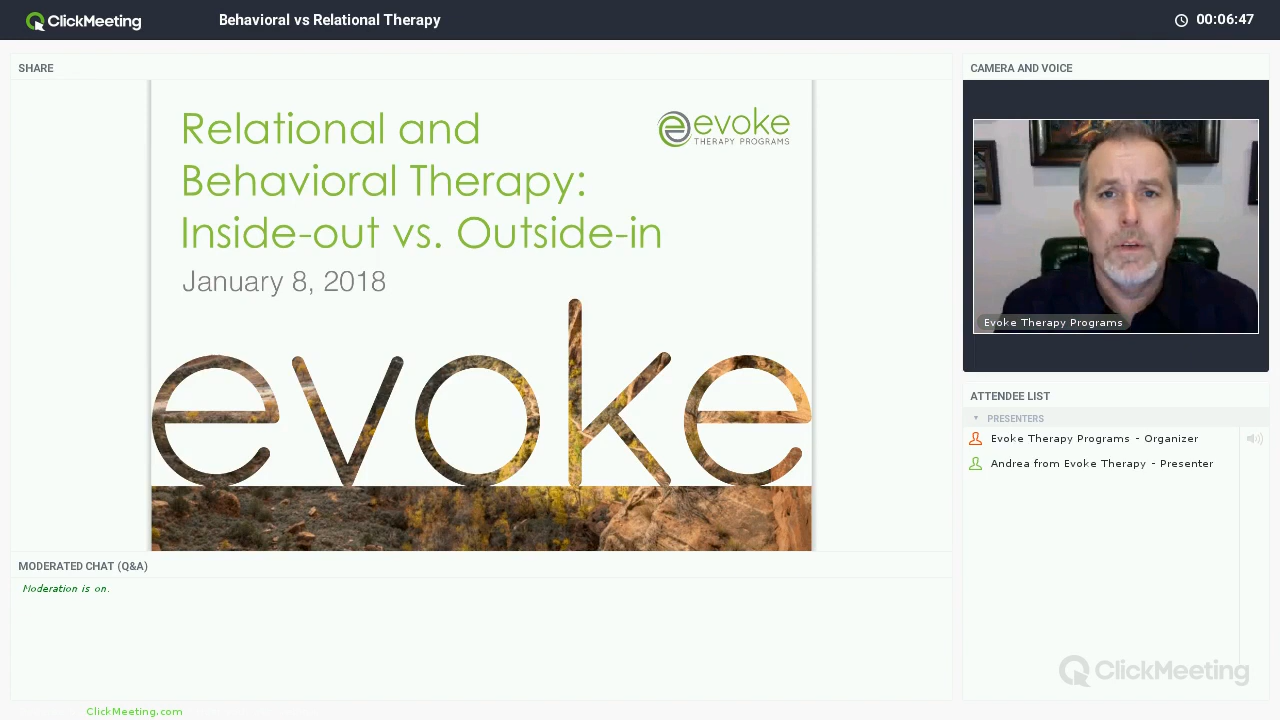 ClickMeeting
Behavioral vs Relational Therapy
00:06:47
SHARE
Relational and
Behavioral Therapy:
Inside-out vs. Outside-in
January 8, 2018
evoke
THERAPY PROGRAMS
evoke
MODERATED CHAT (Q&A)
Moderation is on.
CAMERA AND VOICE
Evoke Therapy Programs
ATTENDEE LIST
PRESENTERS
Evoke Therapy Programs - Organizer
Andrea from Evoke Therapy - Presenter
ClickMeeting
ClickMeeting.com